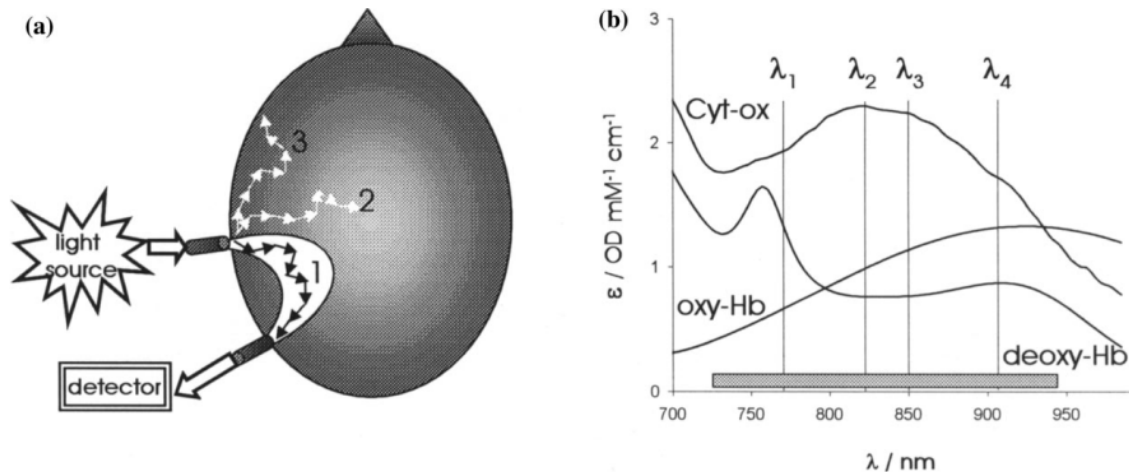 (a)
3
2
1
light
source
detector
(b)
ε / OD mM⁻¹ cm⁻¹
3
2
1
0
λ₁ λ₂ λ₃ λ₄
Cyt-ox
oxy-Hb
deoxy-Hb
700 750 800 850 900 950
λ / nm